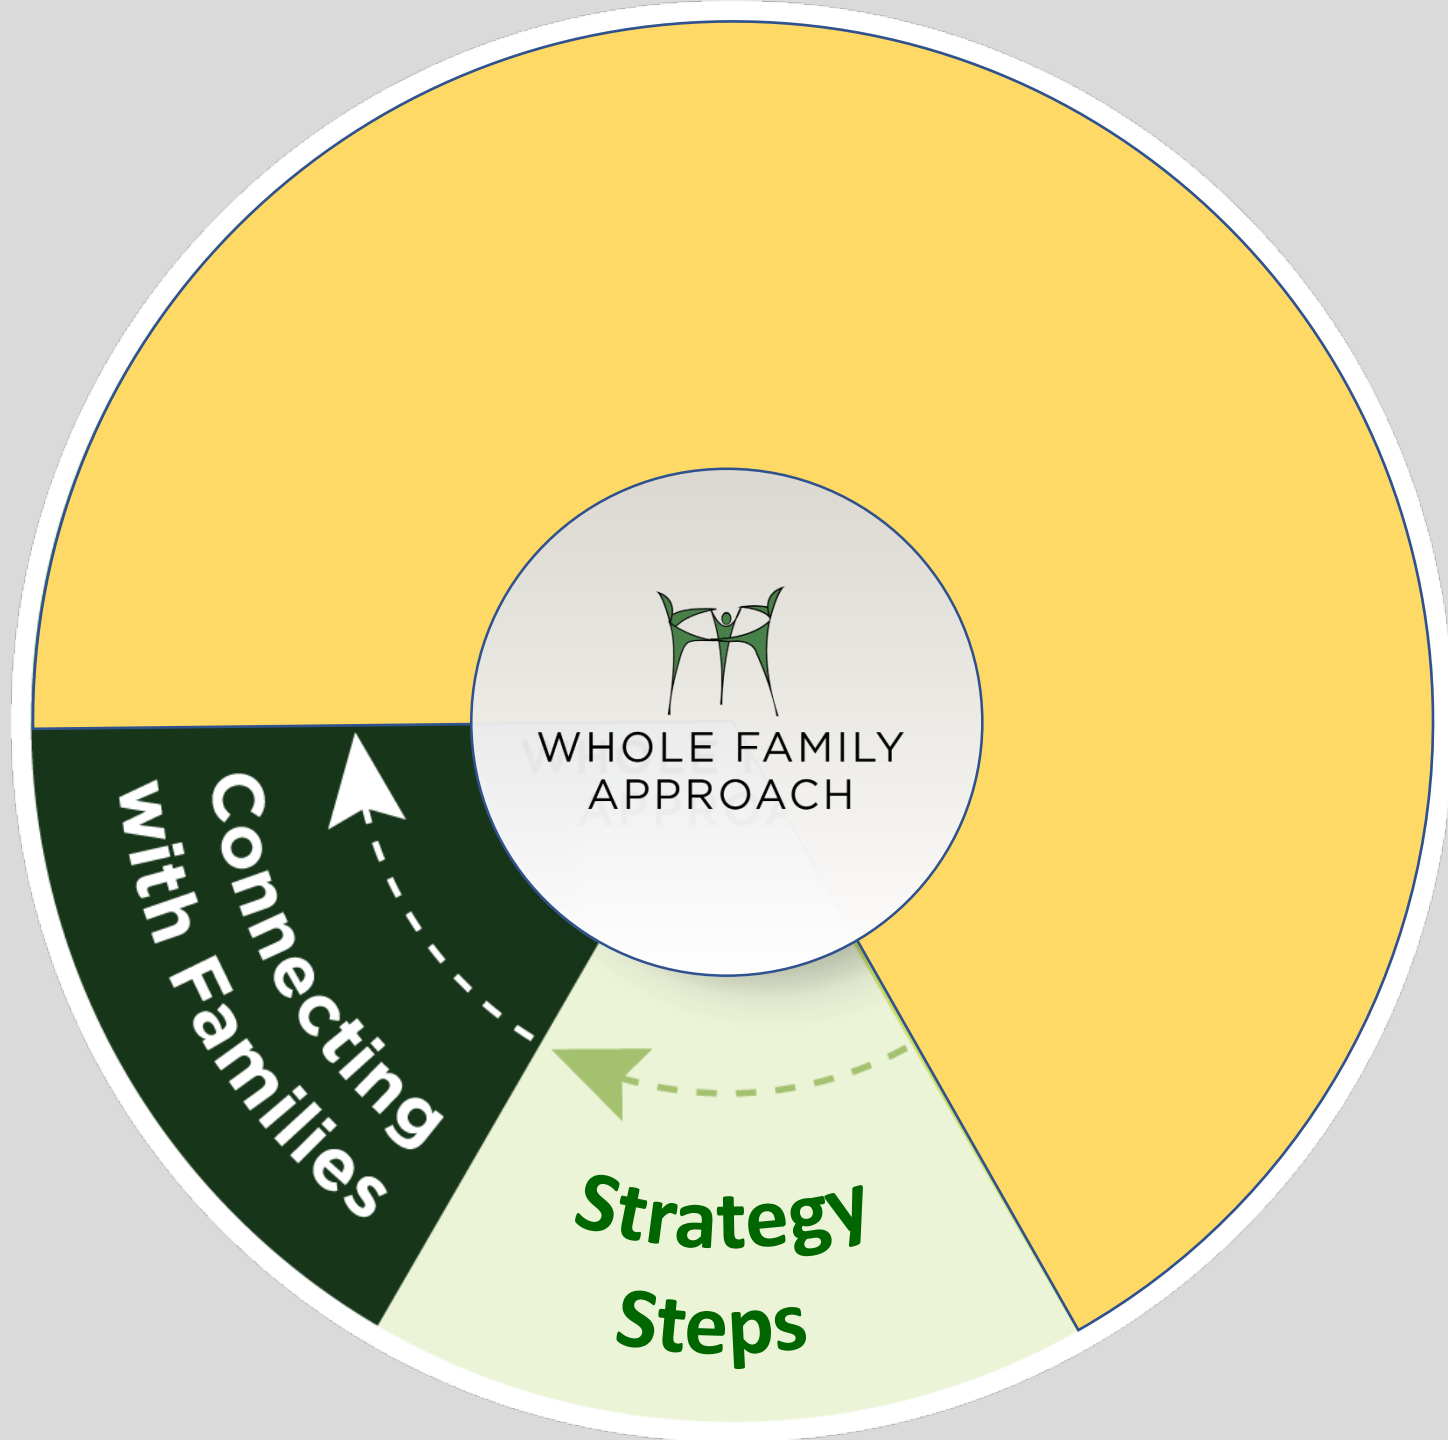 WHOLE FAMILY
APPROACH
Connecting
with Families
Strategy
Steps